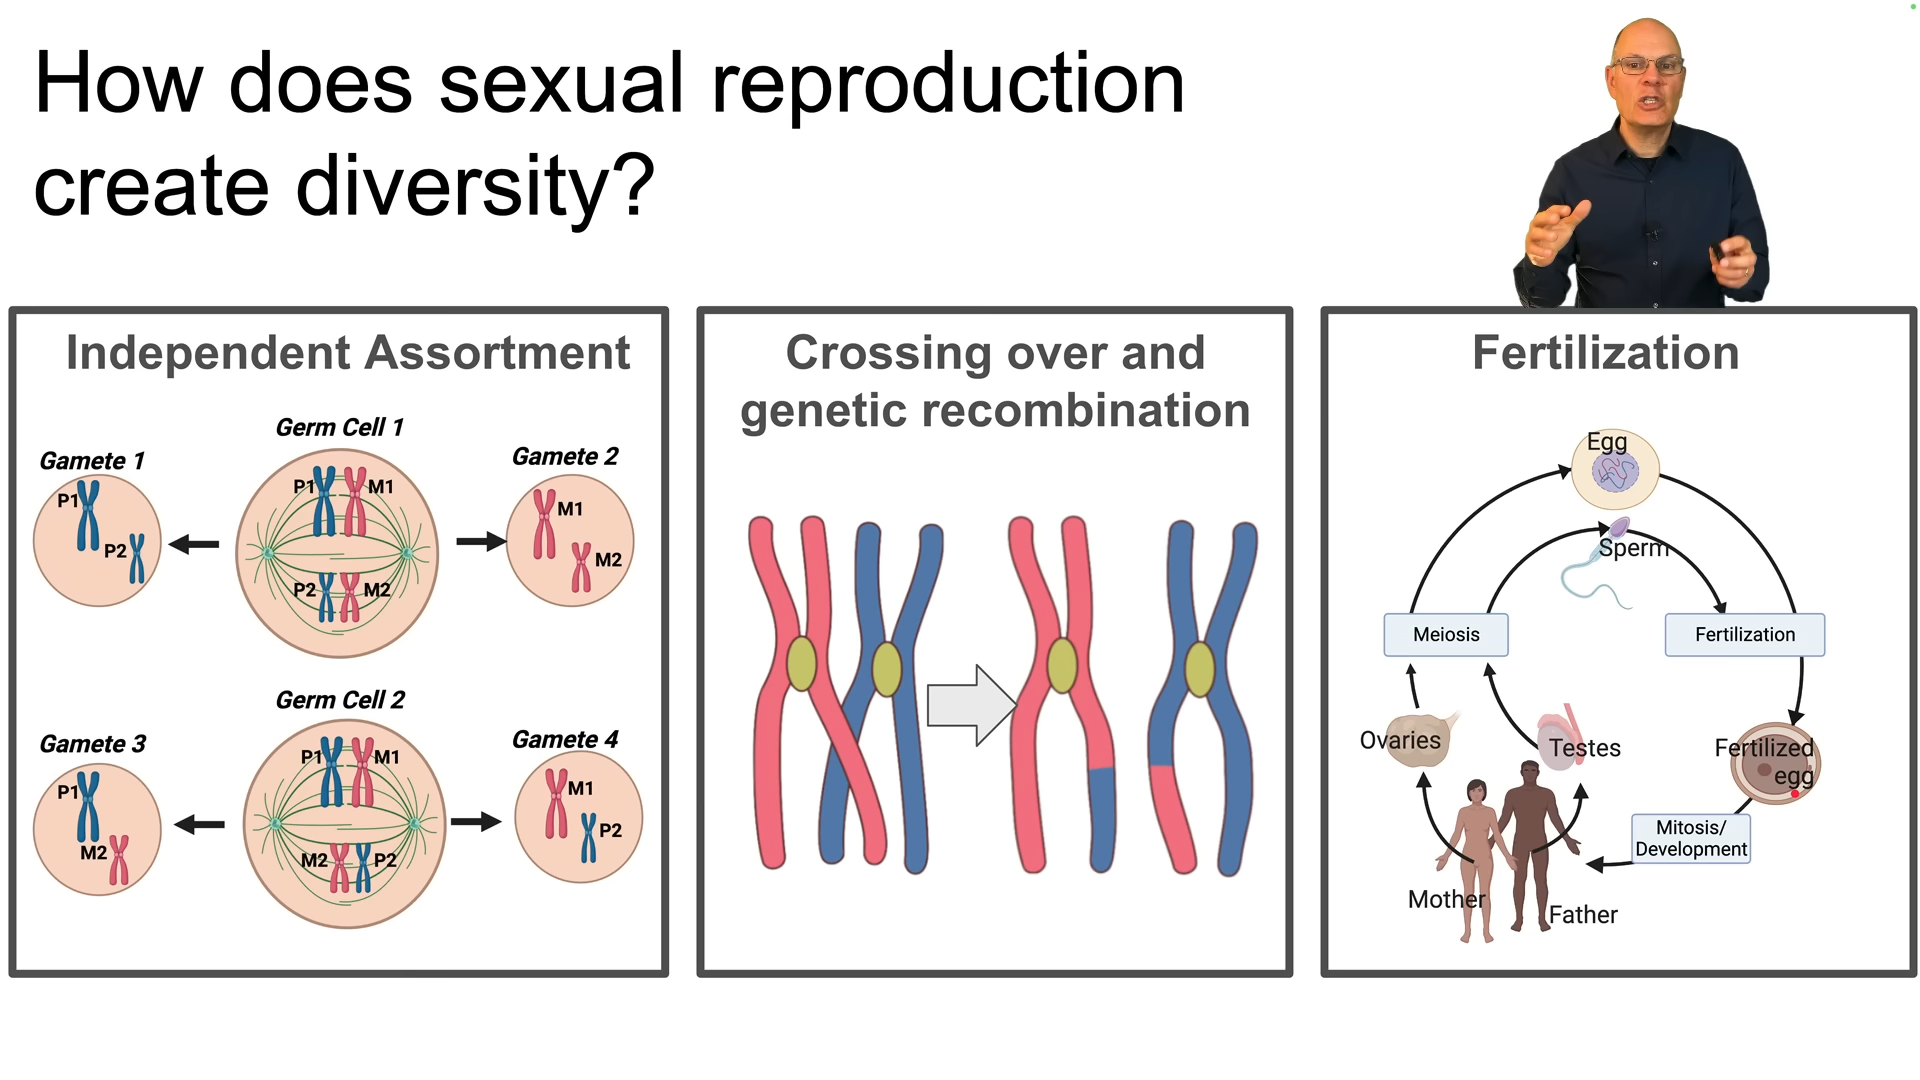 How does sexual reproduction
create diversity?
Independent Assortment
Germ Cell 1
Gamete 1
Gamete 2
P1
P2
P1
M1
P2
M2
M1
M2
Germ Cell 2
Gamete 3
Gamete 4
P1
M2
P1
M1
M2
P2
M1
P2
Crossing over and
genetic recombination
Fertilization
Egg
Sperm
Meiosis
Fertilization
Ovaries
Testes
Fertilized
egg
Mitosis/
Development
Mother
Father